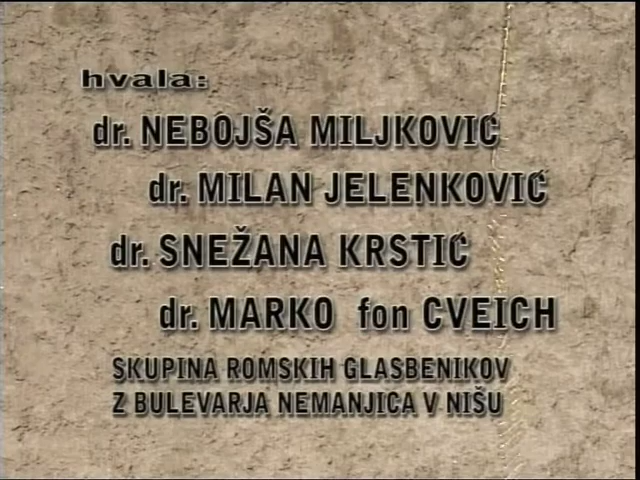 hvala:
dr. NEBOJŠA MILJKOVIĆ
dr. MILAN JELENKOVIĆ
dr. SNEŽANA KRSTIĆ
dr. MARKO fon CVEICH
SKUPINA ROMSKIH GLASBENIKOV
Z BULEVARJA NEMANJICA V NIŠU